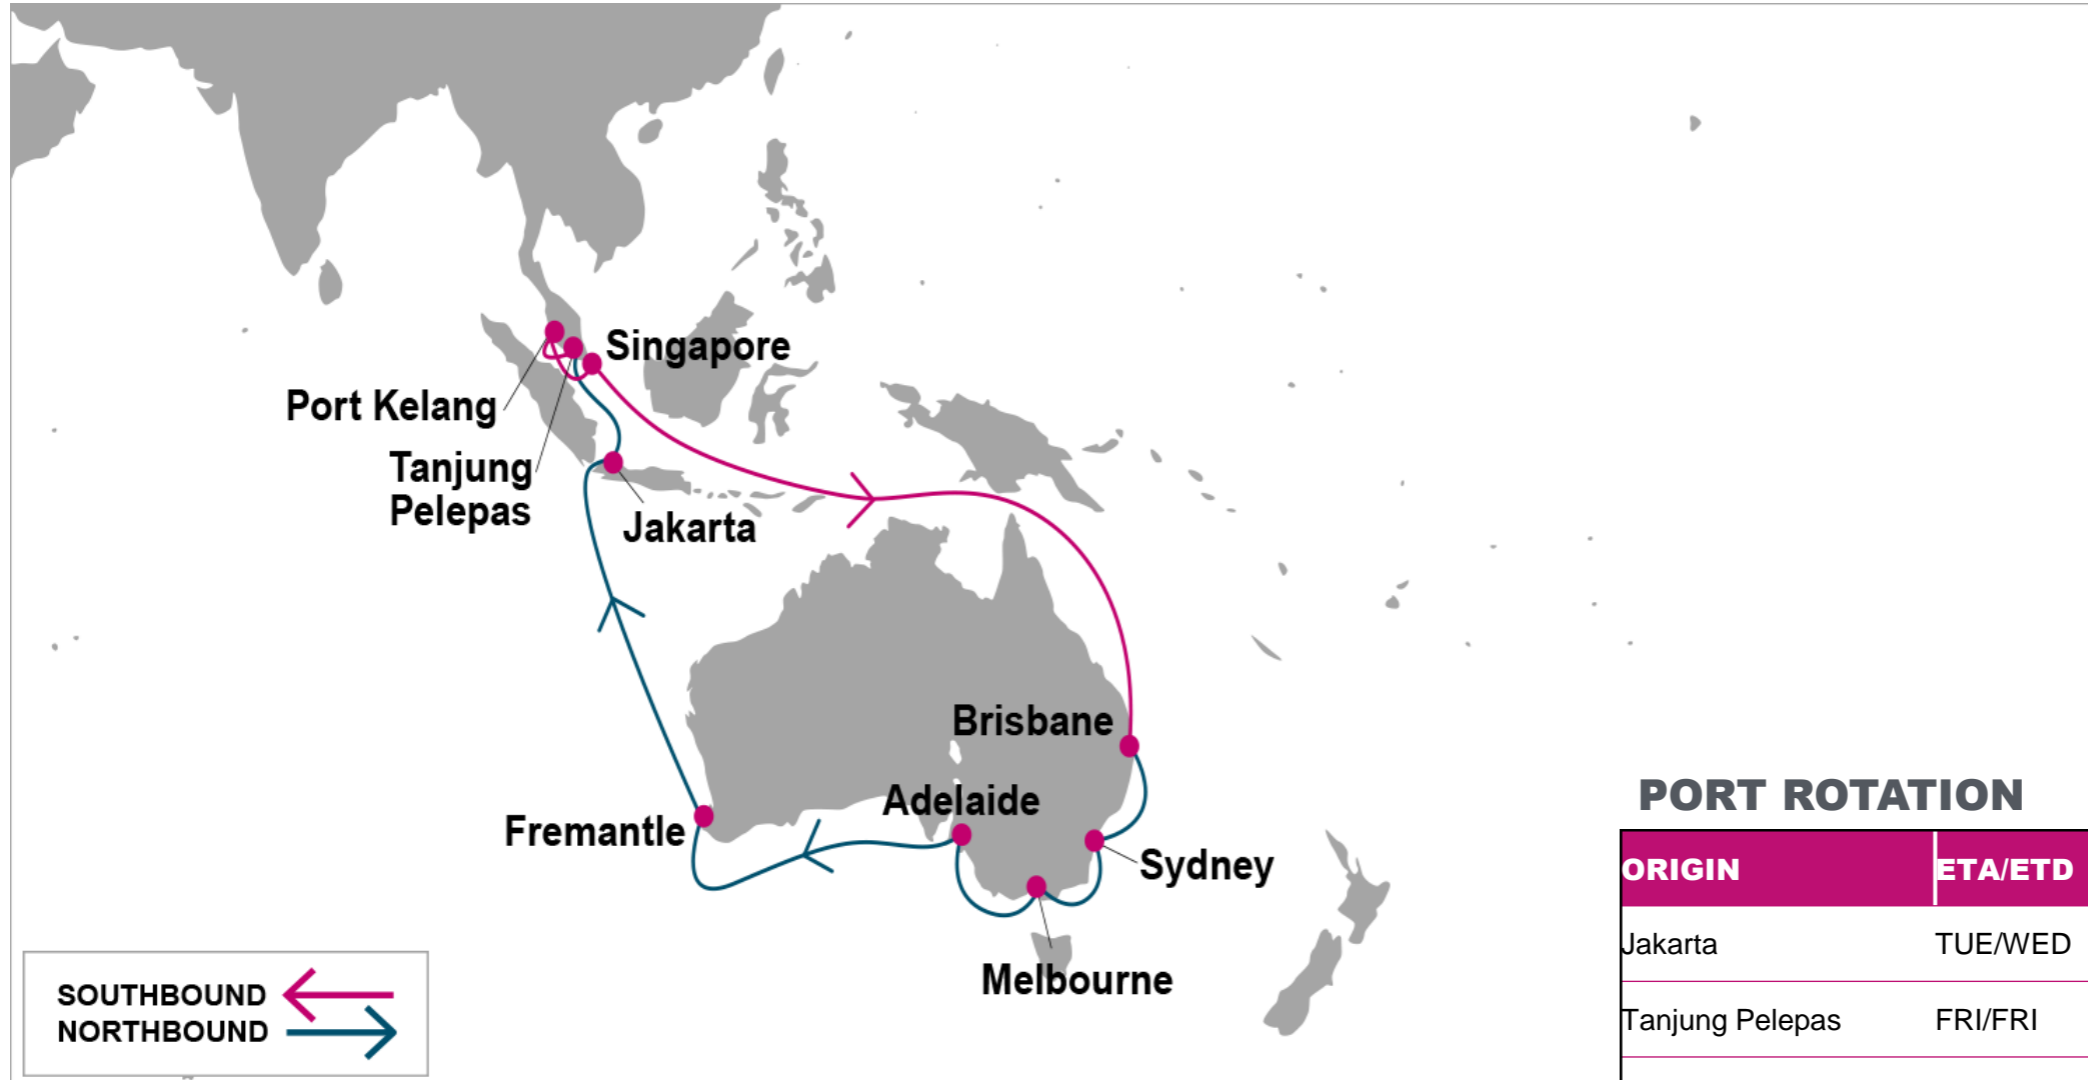 Singapore
Port Kelang
Tanjung
Pelepas
Jakarta
Brisbane
Adelaide
Fremantle
Sydney
Melbourne
SOUTHBOUND
NORTHBOUND
PORT ROTATION
ORIGIN ETA/ETD
Jakarta TUE/WED
Tanjung Pelepas FRI/FRI